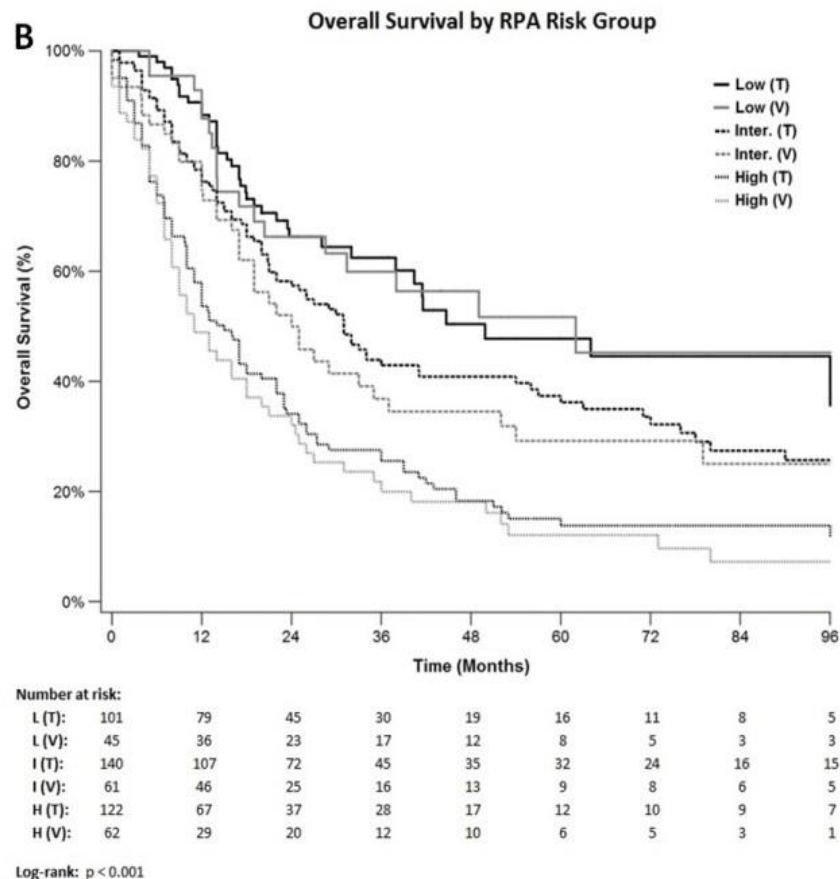 B
Overall Survival by RPA Risk Group
100%
80%
60%
40%
20%
0%
Overall Survival (%)
Low (T)
Low (V)
Inter. (T)
Inter. (V)
High (T)
High (V)
0 12 24 36 48 60 72 84 96
Time (Months)
Number at risk:
L (T): 101 79 45 30 19 16 11 8 5
L (V): 45 36 23 17 12 8 5 3 3
I (T): 140 107 72 45 35 32 24 16 15
I (V): 61 46 25 16 13 9 8 6 5
H (T): 122 67 37 28 17 12 10 9 7
H (V): 62 29 20 12 10 6 5 3 1
Log-rank: p < 0.001